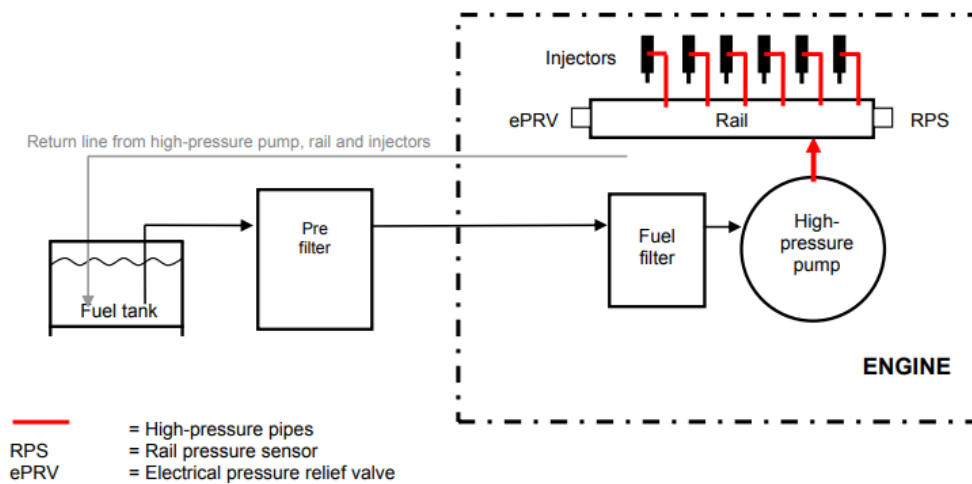 Injectors
ePRV
Rail
RPS
Return line from high-pressure pump, rail and injectors
Pre
filter
Fuel
filter
High-
pressure
pump
Fuel tank
ENGINE
= High-pressure pipes
RPS = Rail pressure sensor
ePRV = Electrical pressure relief valve